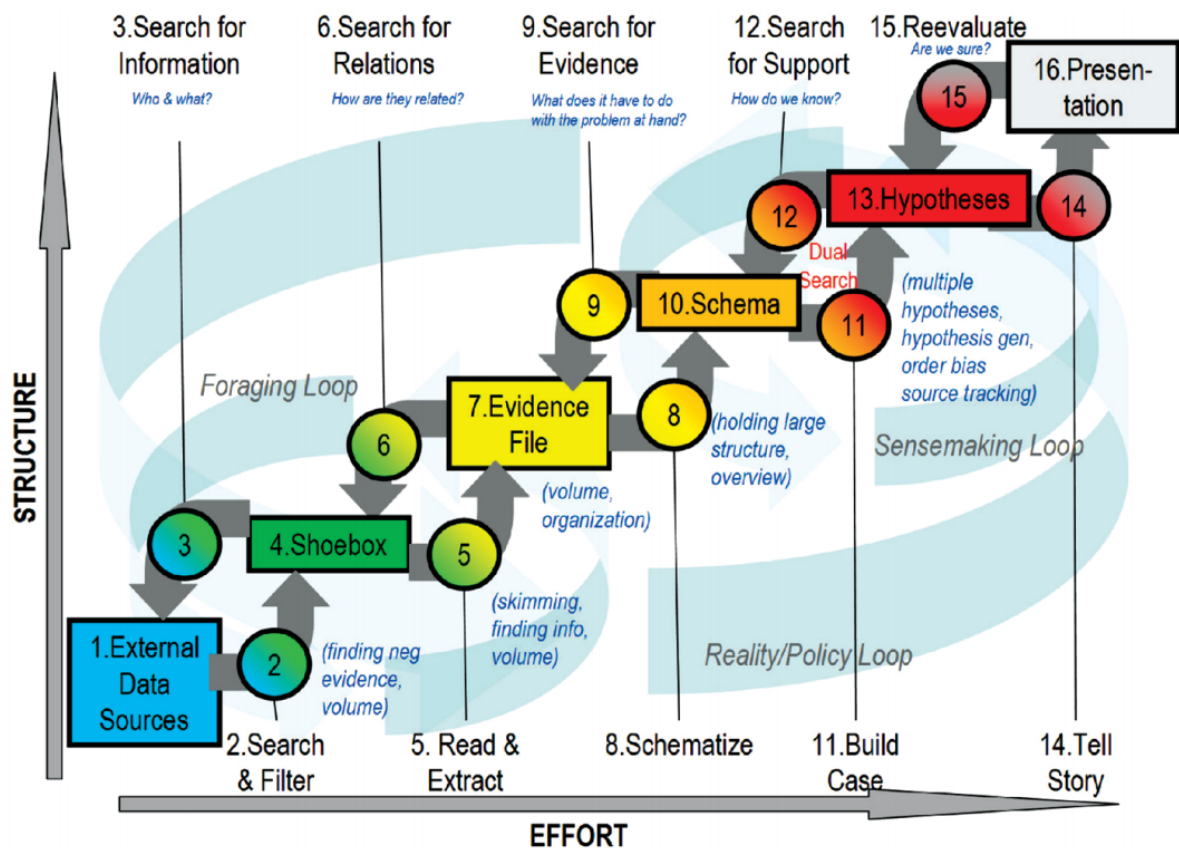 3.Search for
Information
Who & what?
6.Search for
Relations
How are they related?
9.Search for
Evidence
What does it have to do
with the problem at hand?
12.Search
for Support
How do we know?
15.Reevaluate
Are we sure?
16.Presen-
tation
15
13.Hypotheses
12
14
Dual
Search
10.Schema
9
11
(multiple
hypotheses,
hypothesis gen,
order bias
source tracking)
Foraging Loop
7.Evidence
File
6
8
(holding large
structure,
overview)
Sensemaking Loop
(volume,
organization)
3
4.Shoebox
5
(skimming,
finding info,
volume)
1.External
Data
Sources
2
(finding neg
evidence,
volume)
Reality/Policy Loop
2.Search
& Filter
5. Read &
Extract
8.Schematize
11.Build
Case
14.Tell
Story
STRUCTURE
EFFORT